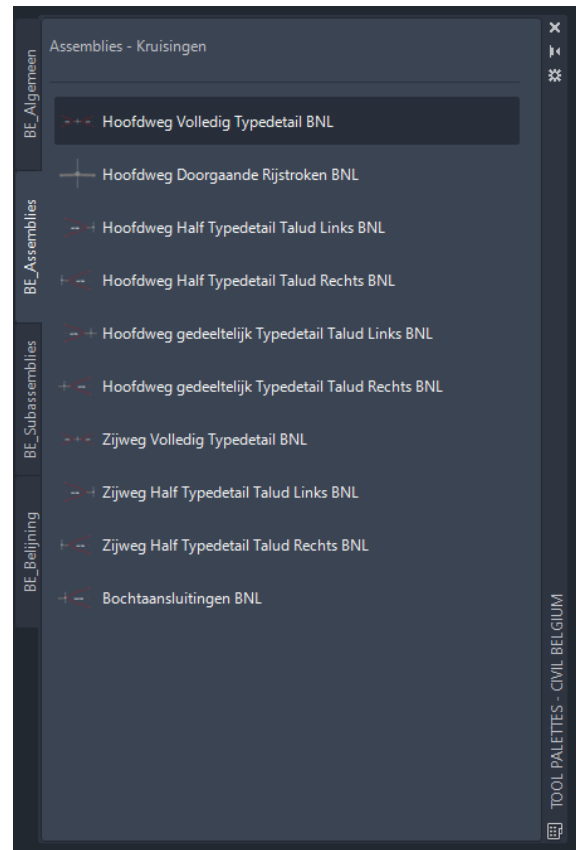 Assemblies - Kruisingen
Hoofdweg Volledig Typedetail BNL
Hoofdweg Doorgaande Rijstroken BNL
Hoofdweg Half Typedetail Talud Links BNL
Hoofdweg Half Typedetail Talud Rechts BNL
Hoofdweg gedeeltelijk Typedetail Talud Links BNL
Hoofdweg gedeeltelijk Typedetail Talud Rechts BNL
Zijweg Volledig Typedetail BNL
Zijweg Half Typedetail Talud Links BNL
Zijweg Half Typedetail Talud Rechts BNL
Bochtaansluitingen BNL
BE_Algemeen
BE_Assemblies
BE_Subassemblies
BE_Belijning
TOOL PALETTES - CIVIL BELGIUM